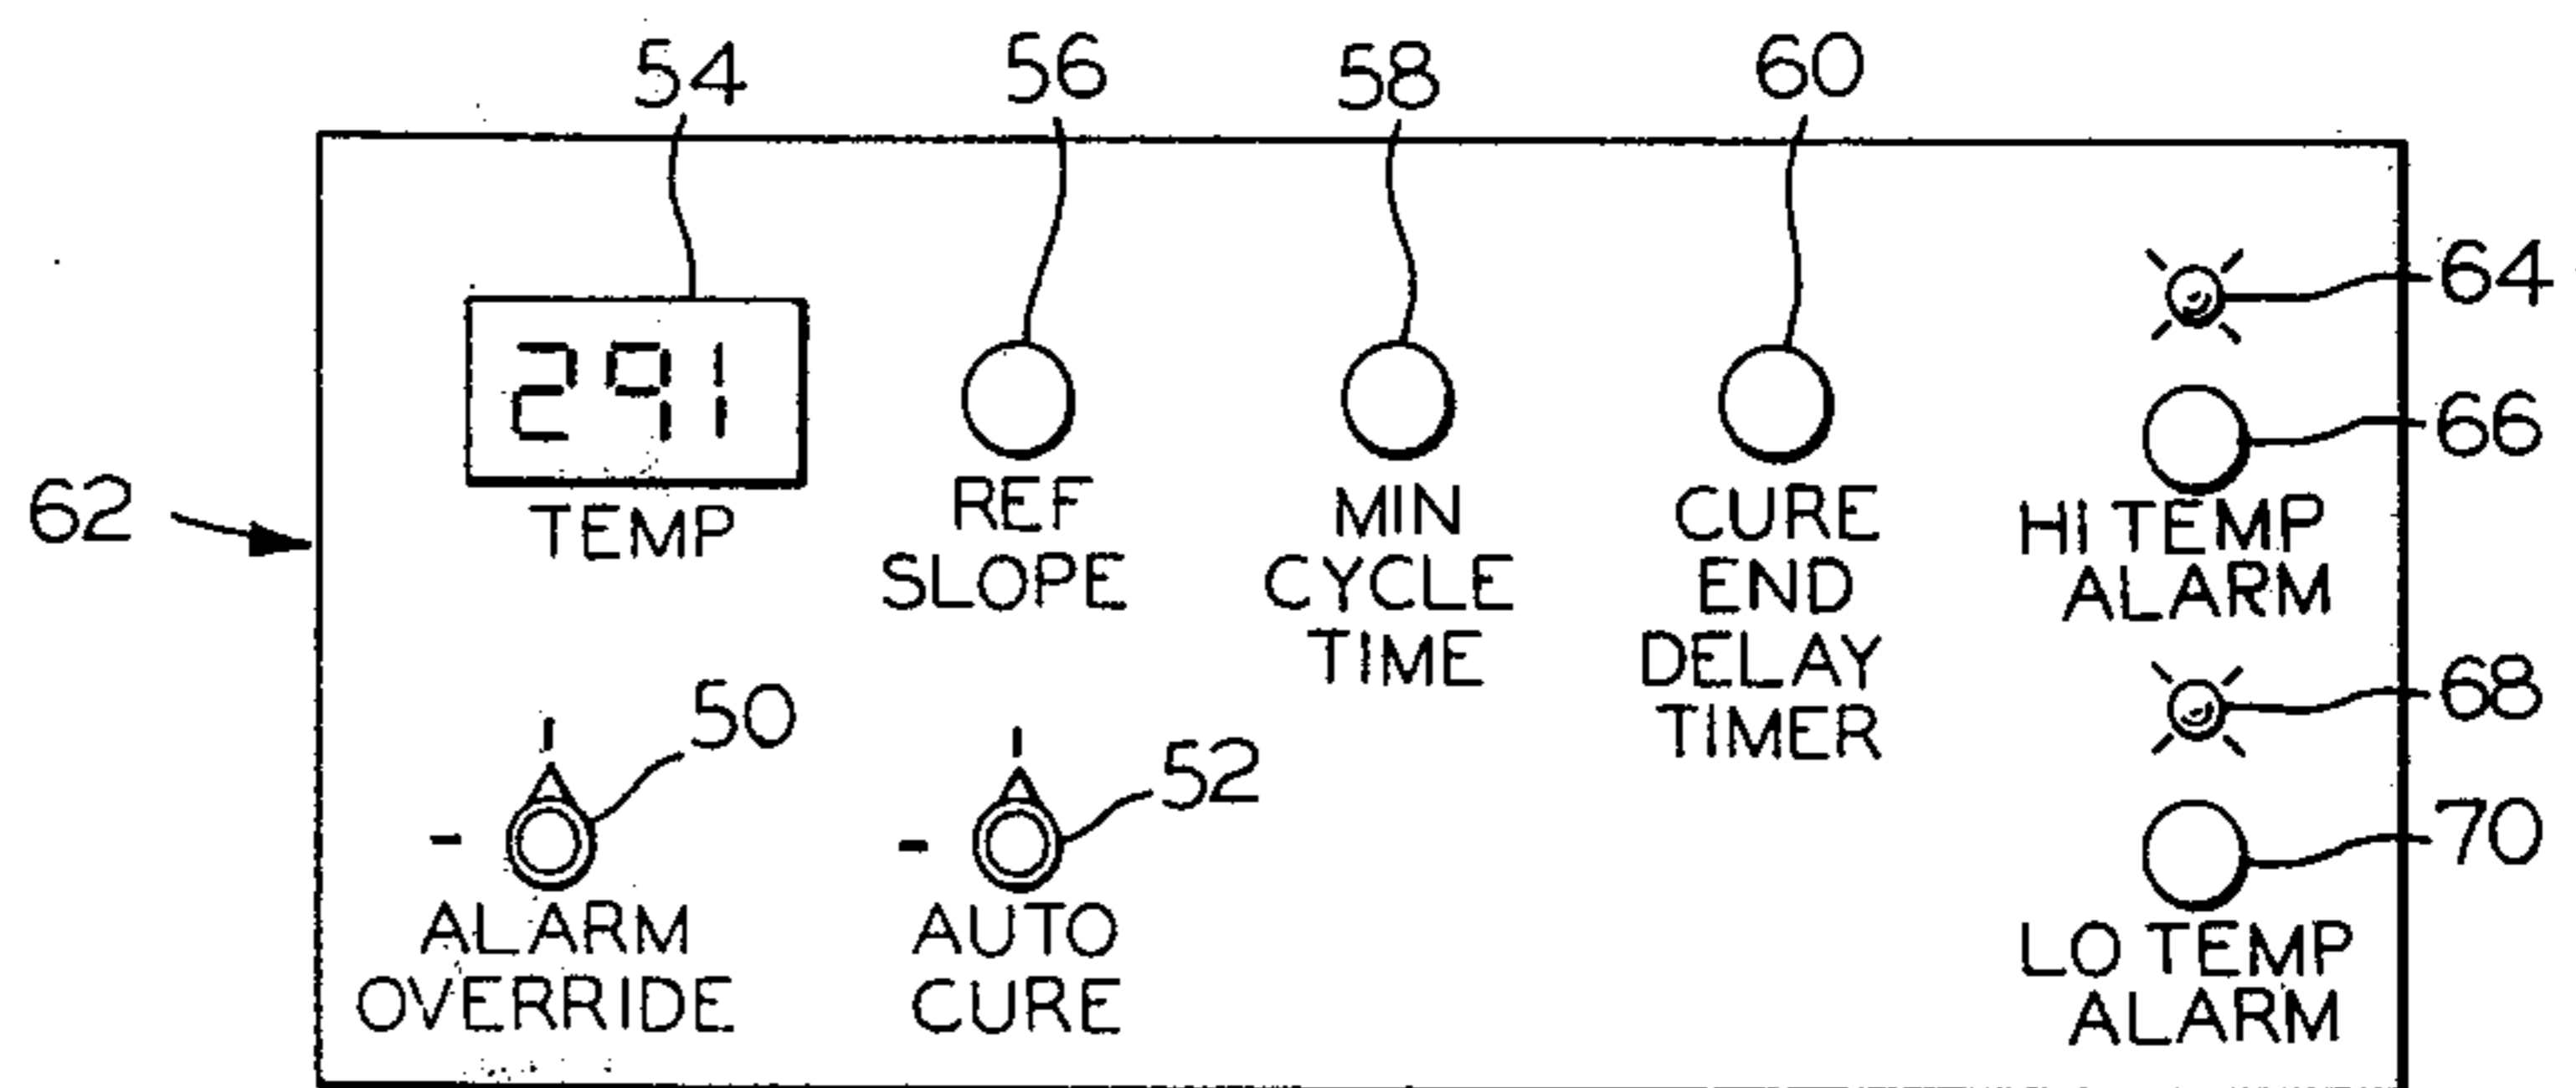 54
56
58
60
64
291
66
62
TEMP
REF
SLOPE
MIN
CYCLE
TIME
CURE
END
DELAY
TIMER
HI TEMP
ALARM
50
52
68
70
ALARM
OVERRIDE
AUTO
CURE
LO TEMP
ALARM